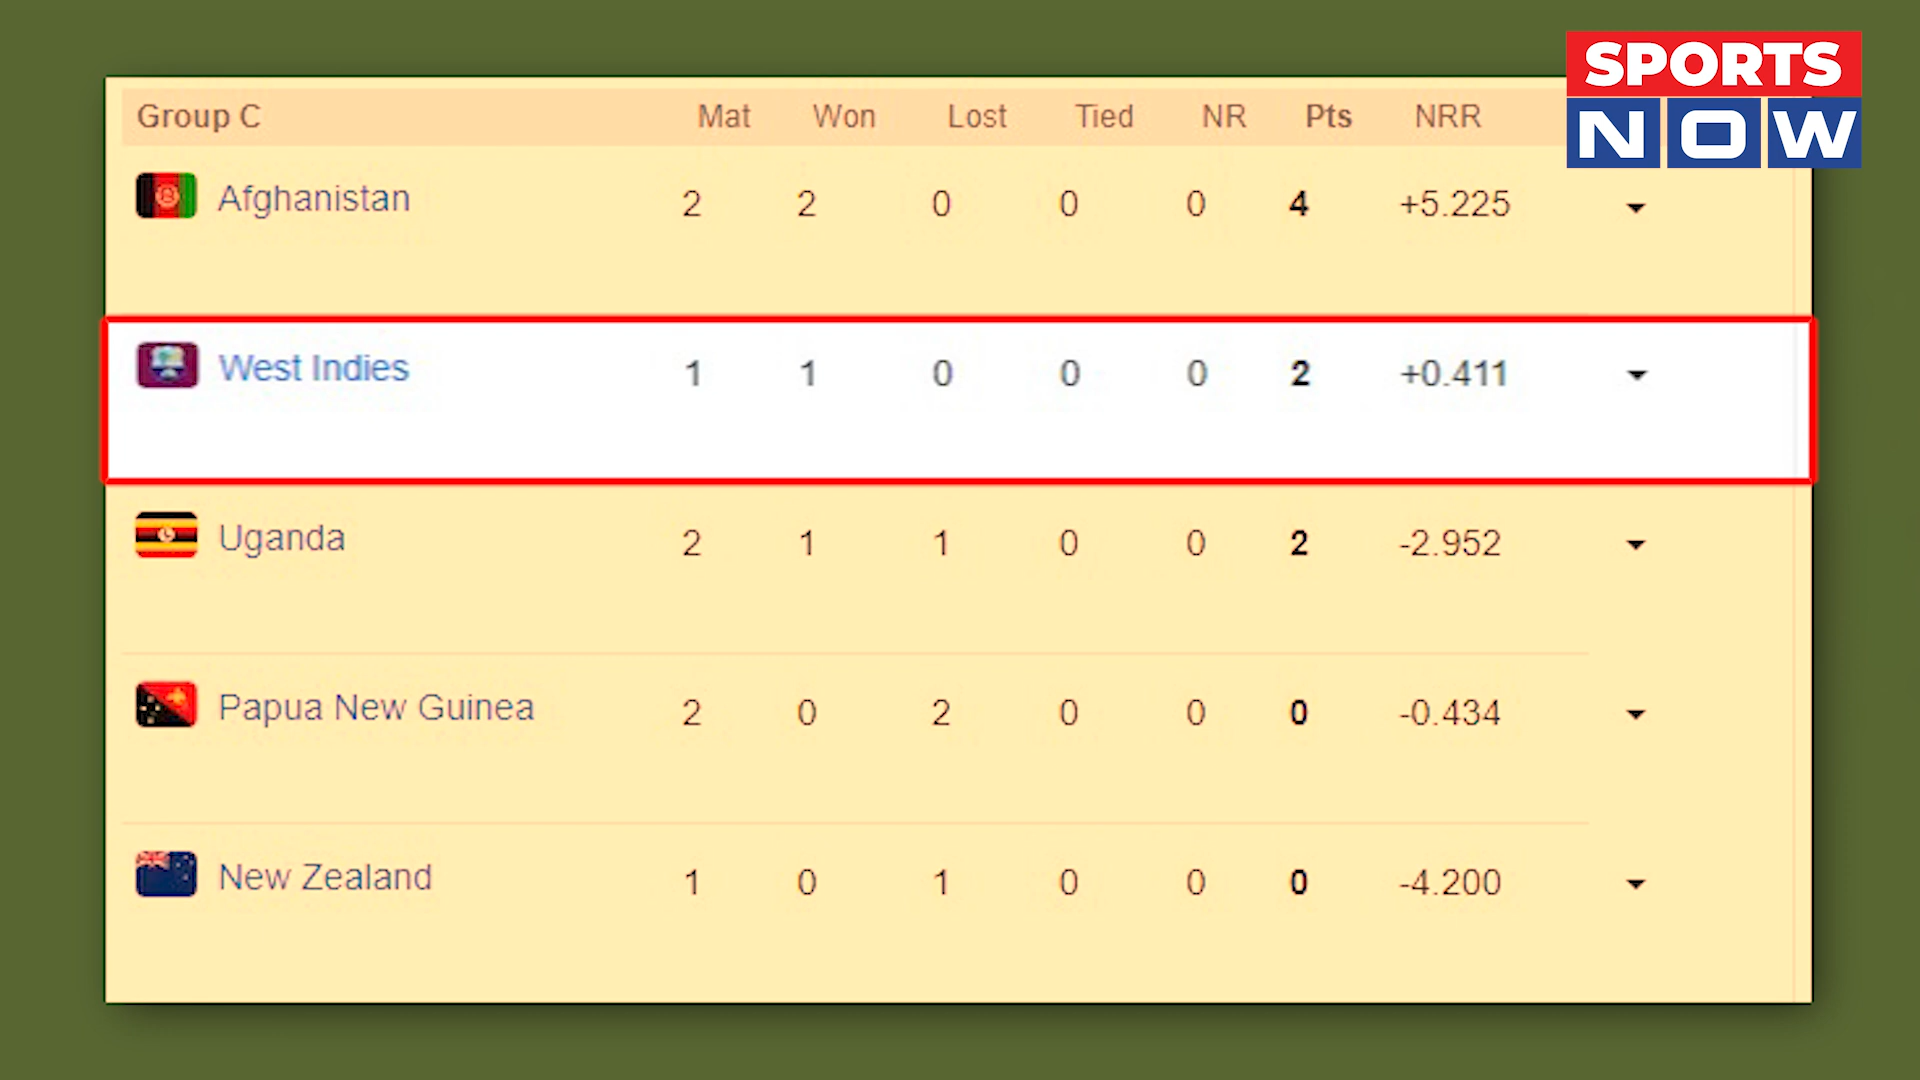 SPORTS
NOW
Group C Mat Won Lost Tied NR Pts NRR
Afghanistan 2 2 0 0 0 4 +5.225
West Indies 1 1 0 0 0 2 +0.411
Uganda 2 1 1 0 0 2 -2.952
Papua New Guinea 2 0 2 0 0 0 -0.434
New Zealand 1 0 1 0 0 0 -4.200